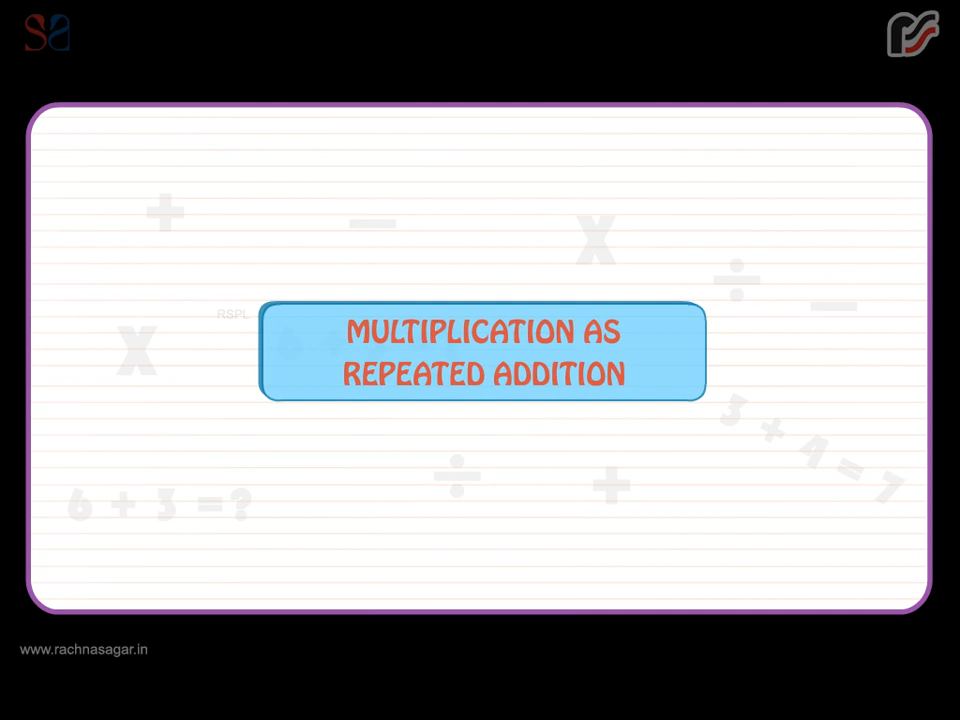 + − X ÷ −
RSPL
X
MULTIPLICATION AS
REPEATED ADDITION
3 + 4 = 7
6 + 3 = ?
÷ +
www.rachnasagar.in